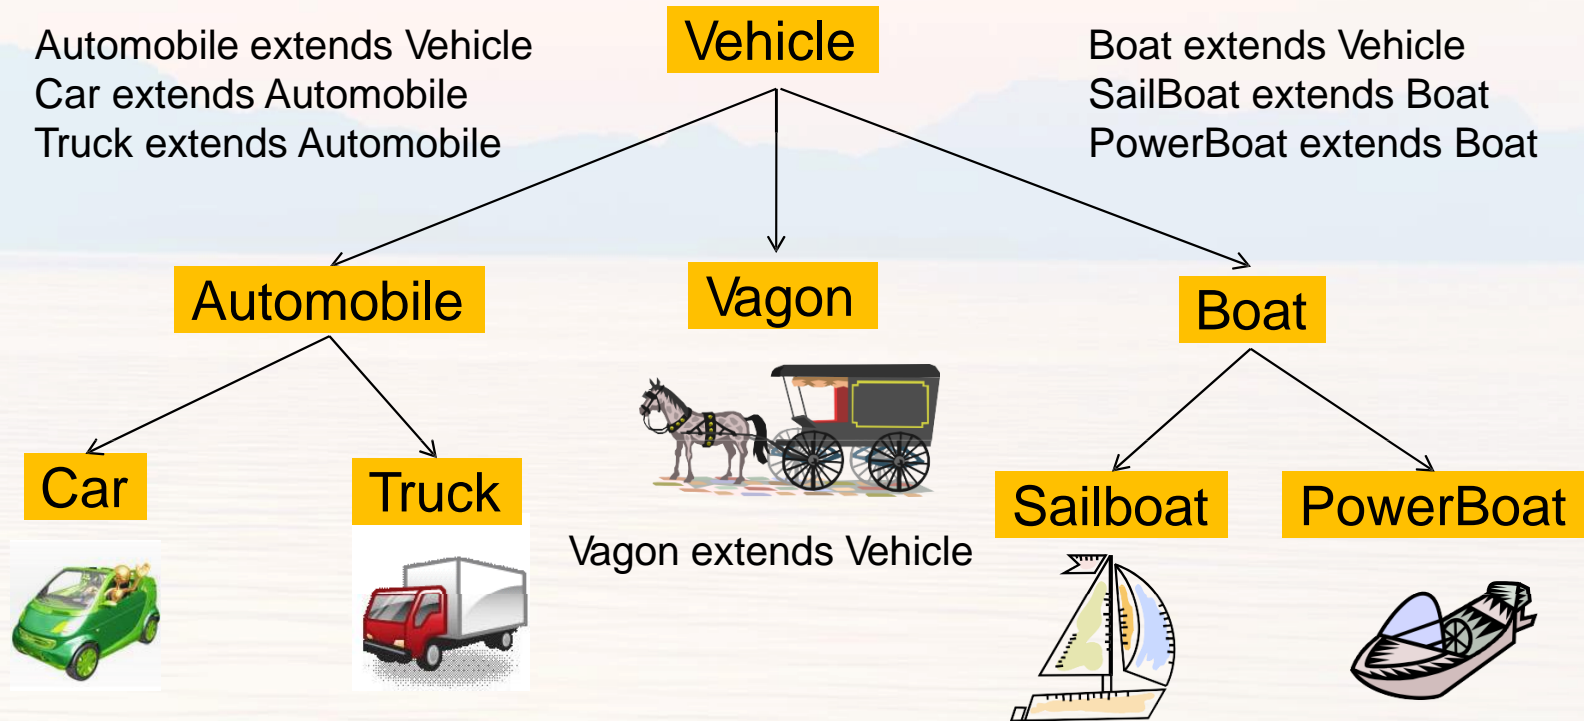 Automobile extends Vehicle
Car extends Automobile
Truck extends Automobile
Vehicle
Boat extends Vehicle
SailBoat extends Boat
PowerBoat extends Boat
Automobile
Vagon
Boat
Car
Truck
Sailboat
PowerBoat
Vagon extends Vehicle